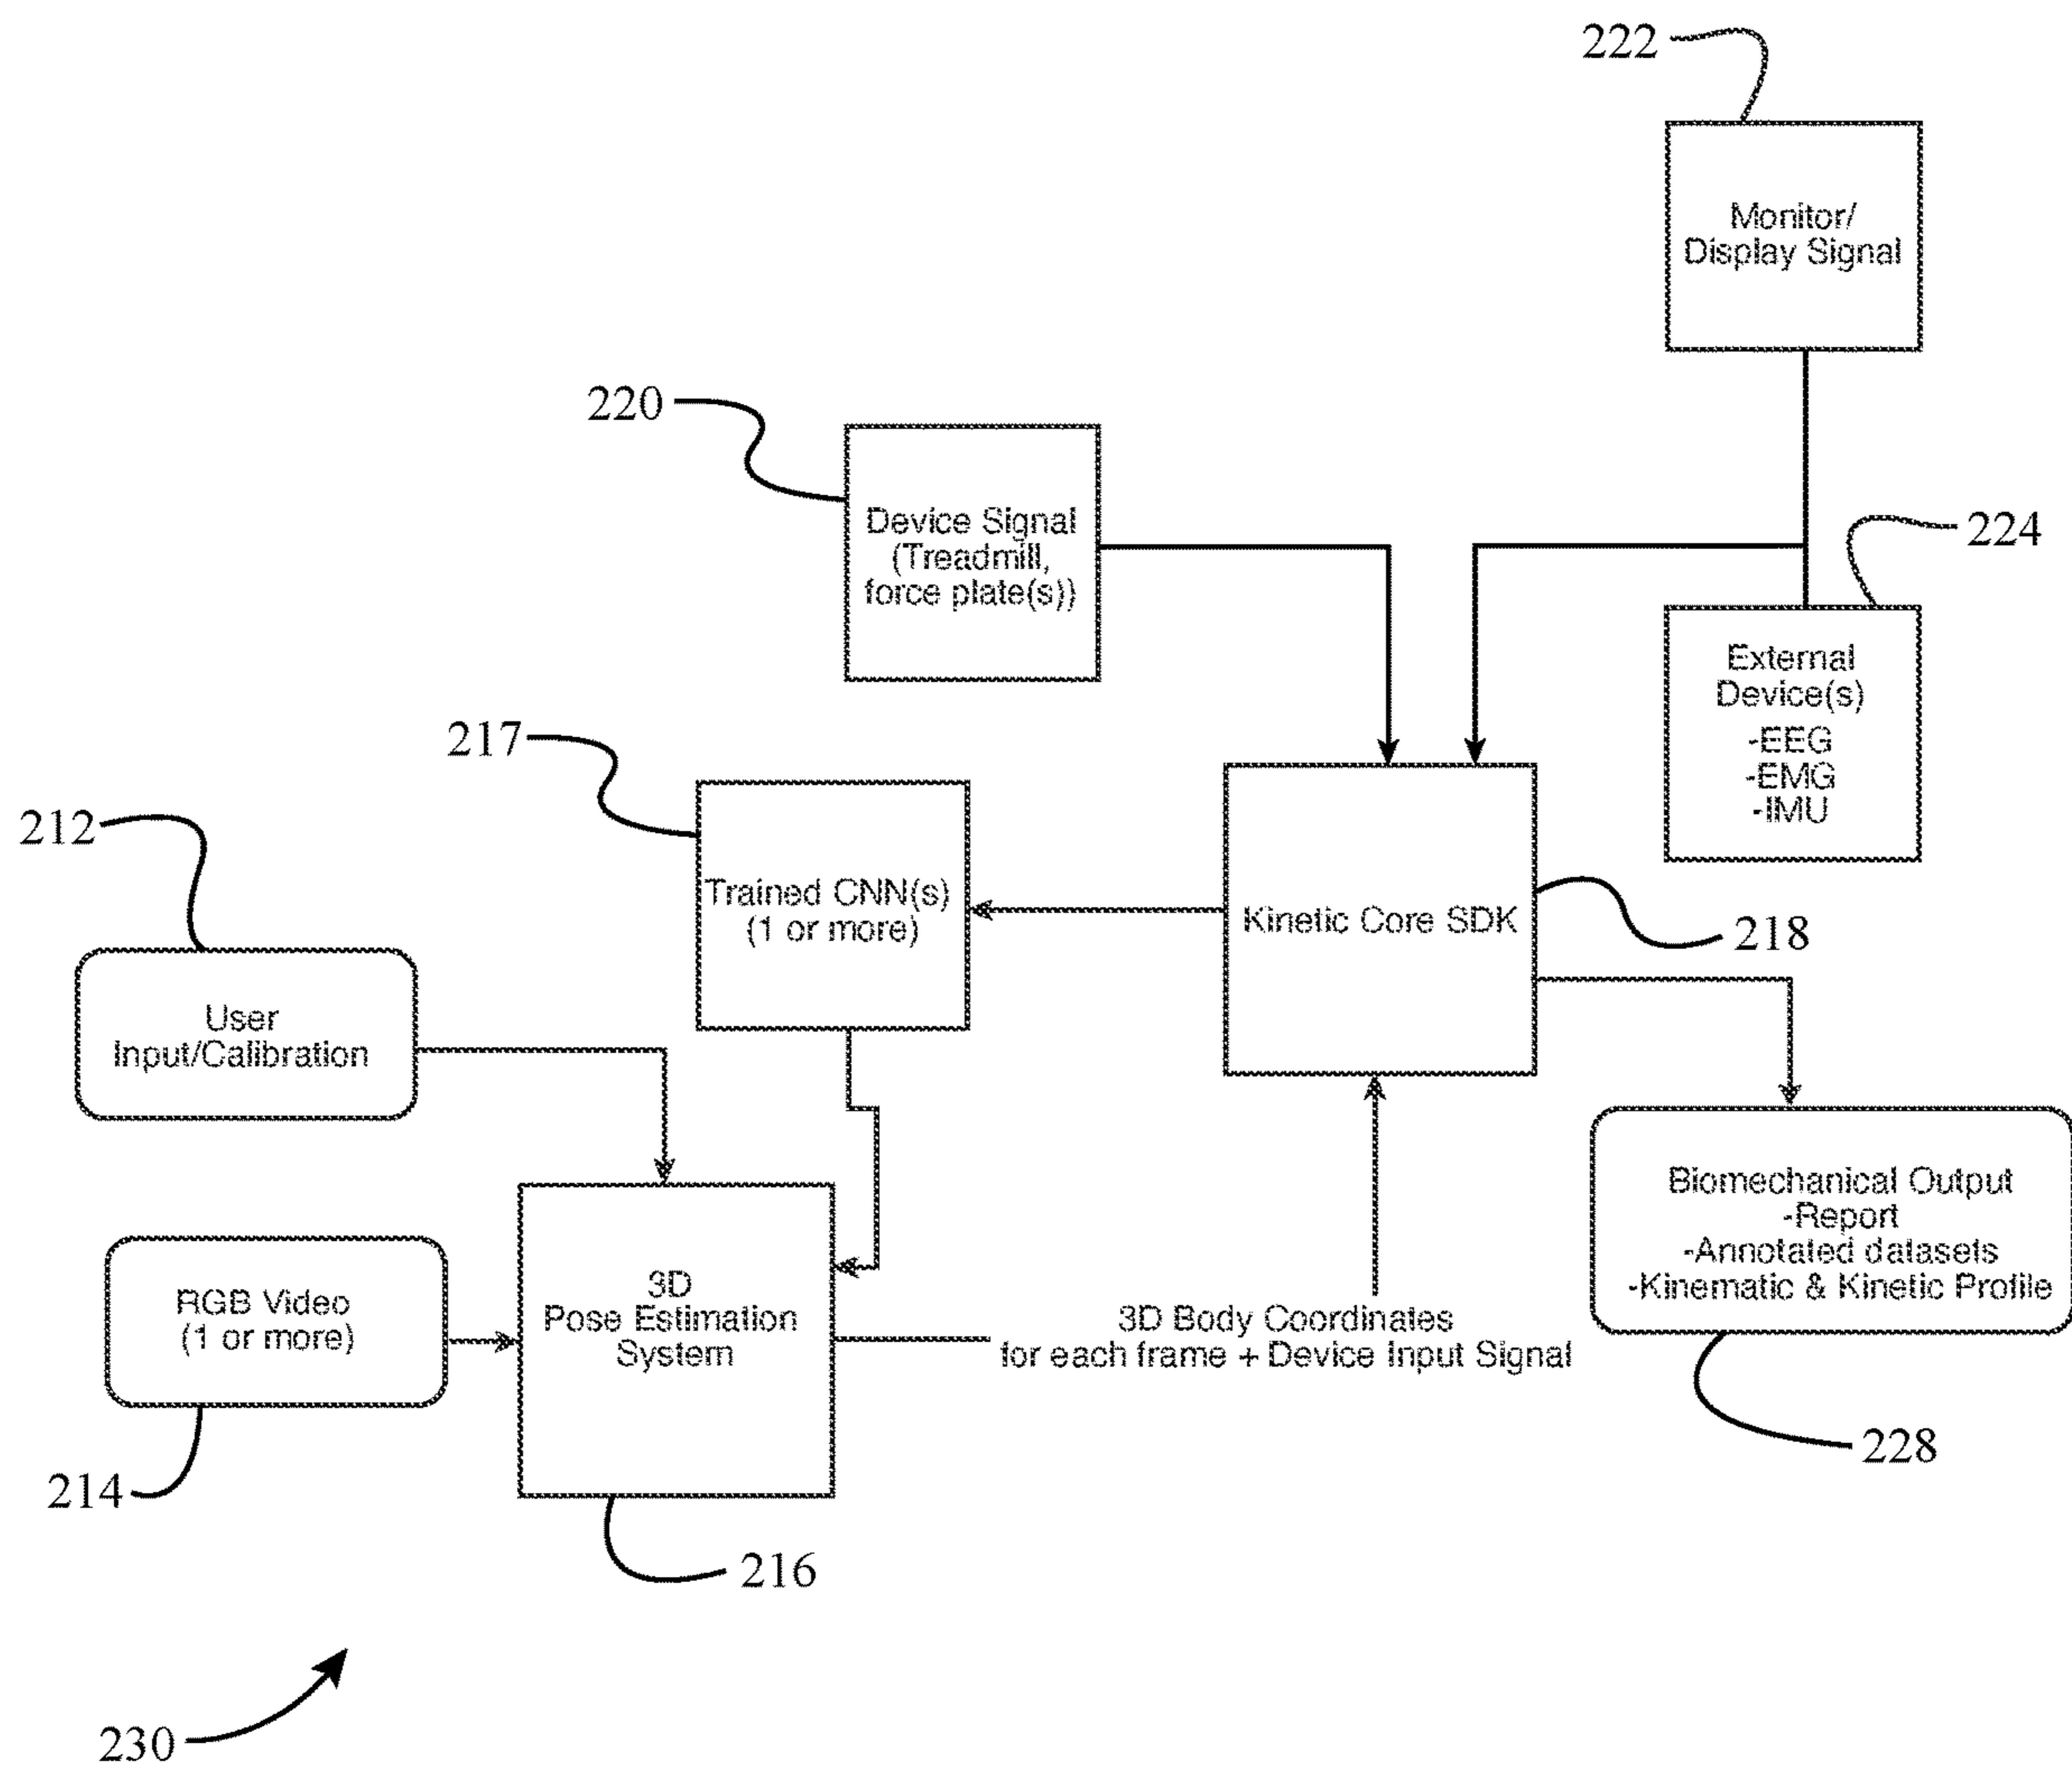 222
Monitor/
Display Signal
220
Device Signal
(Treadmill,
force plate(s))
224
External
Device(s)
-EEG
-EMG
-IMU
217
Trained CNN(s)
(1 or more)
Kinetic Core SDK
218
212
User
Input/Calibration
RGB Video
(1 or more)
214
3D
Pose Estimation
System
216
3D Body Coordinates
for each frame + Device Input Signal
Biomechanical Output
-Report
-Annotated datasets
-Kinematic & Kinetic Profile
228
230